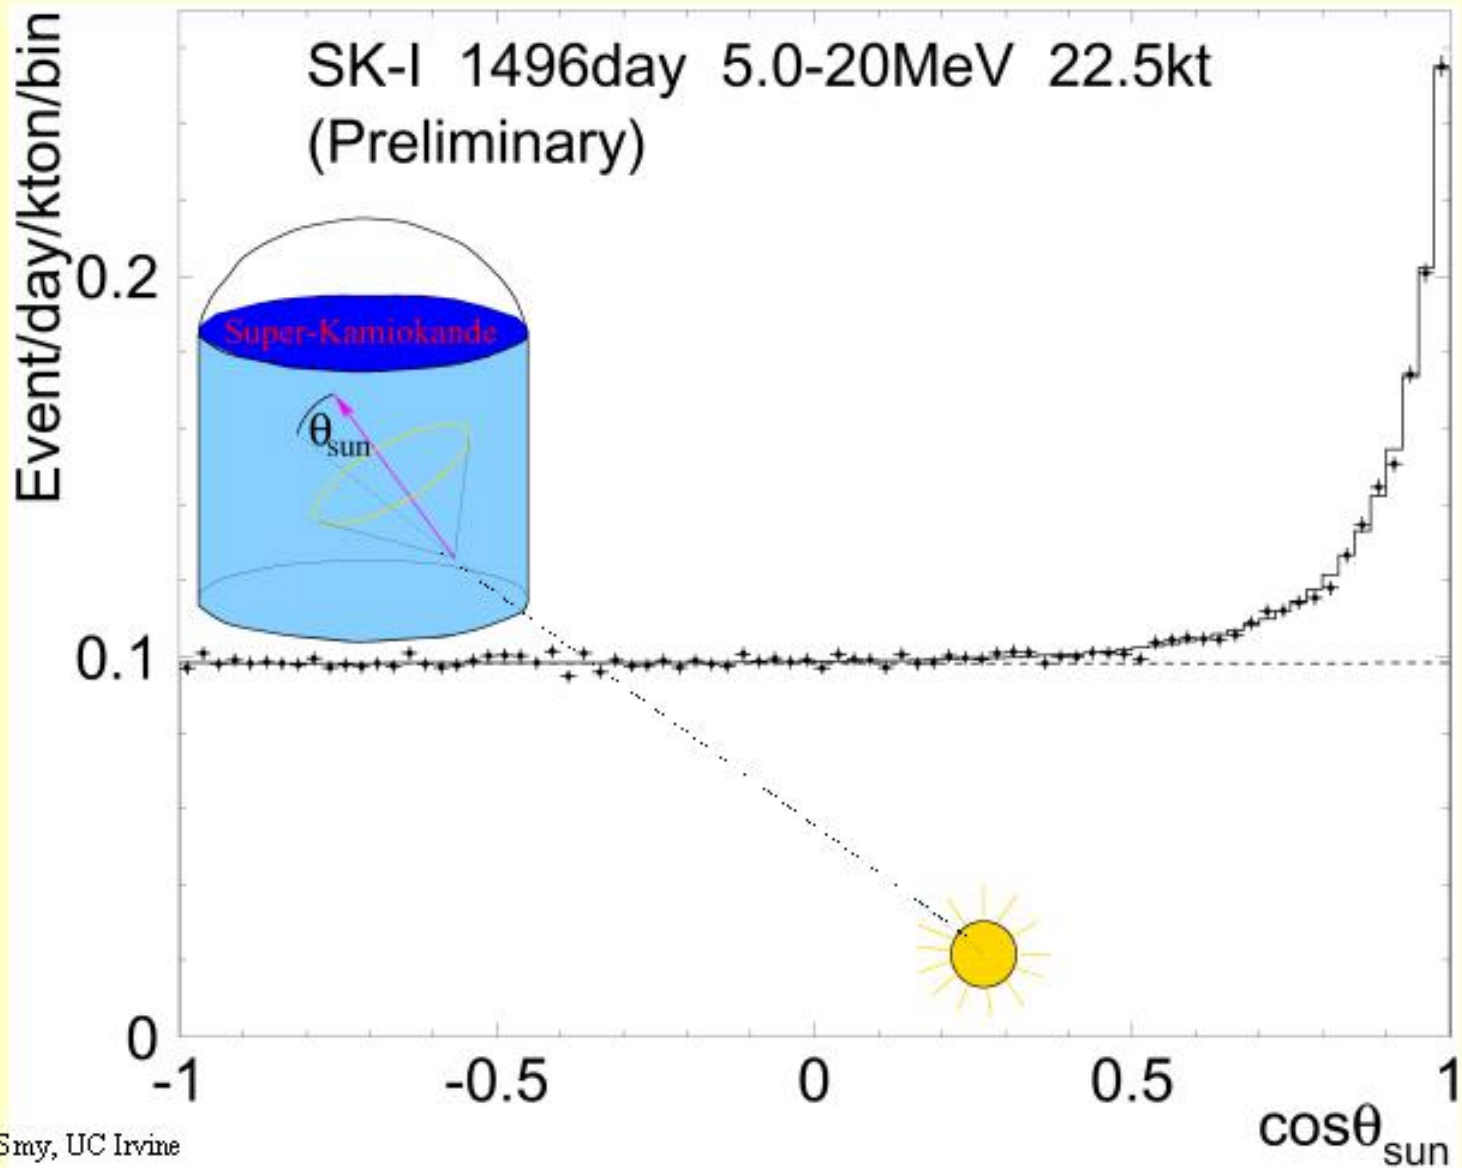 SK-I 1496day 5.0-20MeV 22.5kt
(Preliminary)
Event/day/kton/bin
0.2
Super-Kamiokande
θsun
0.1
0
-1 -0.5 0 0.5 1
cosθsun
Smy, UC Irvine